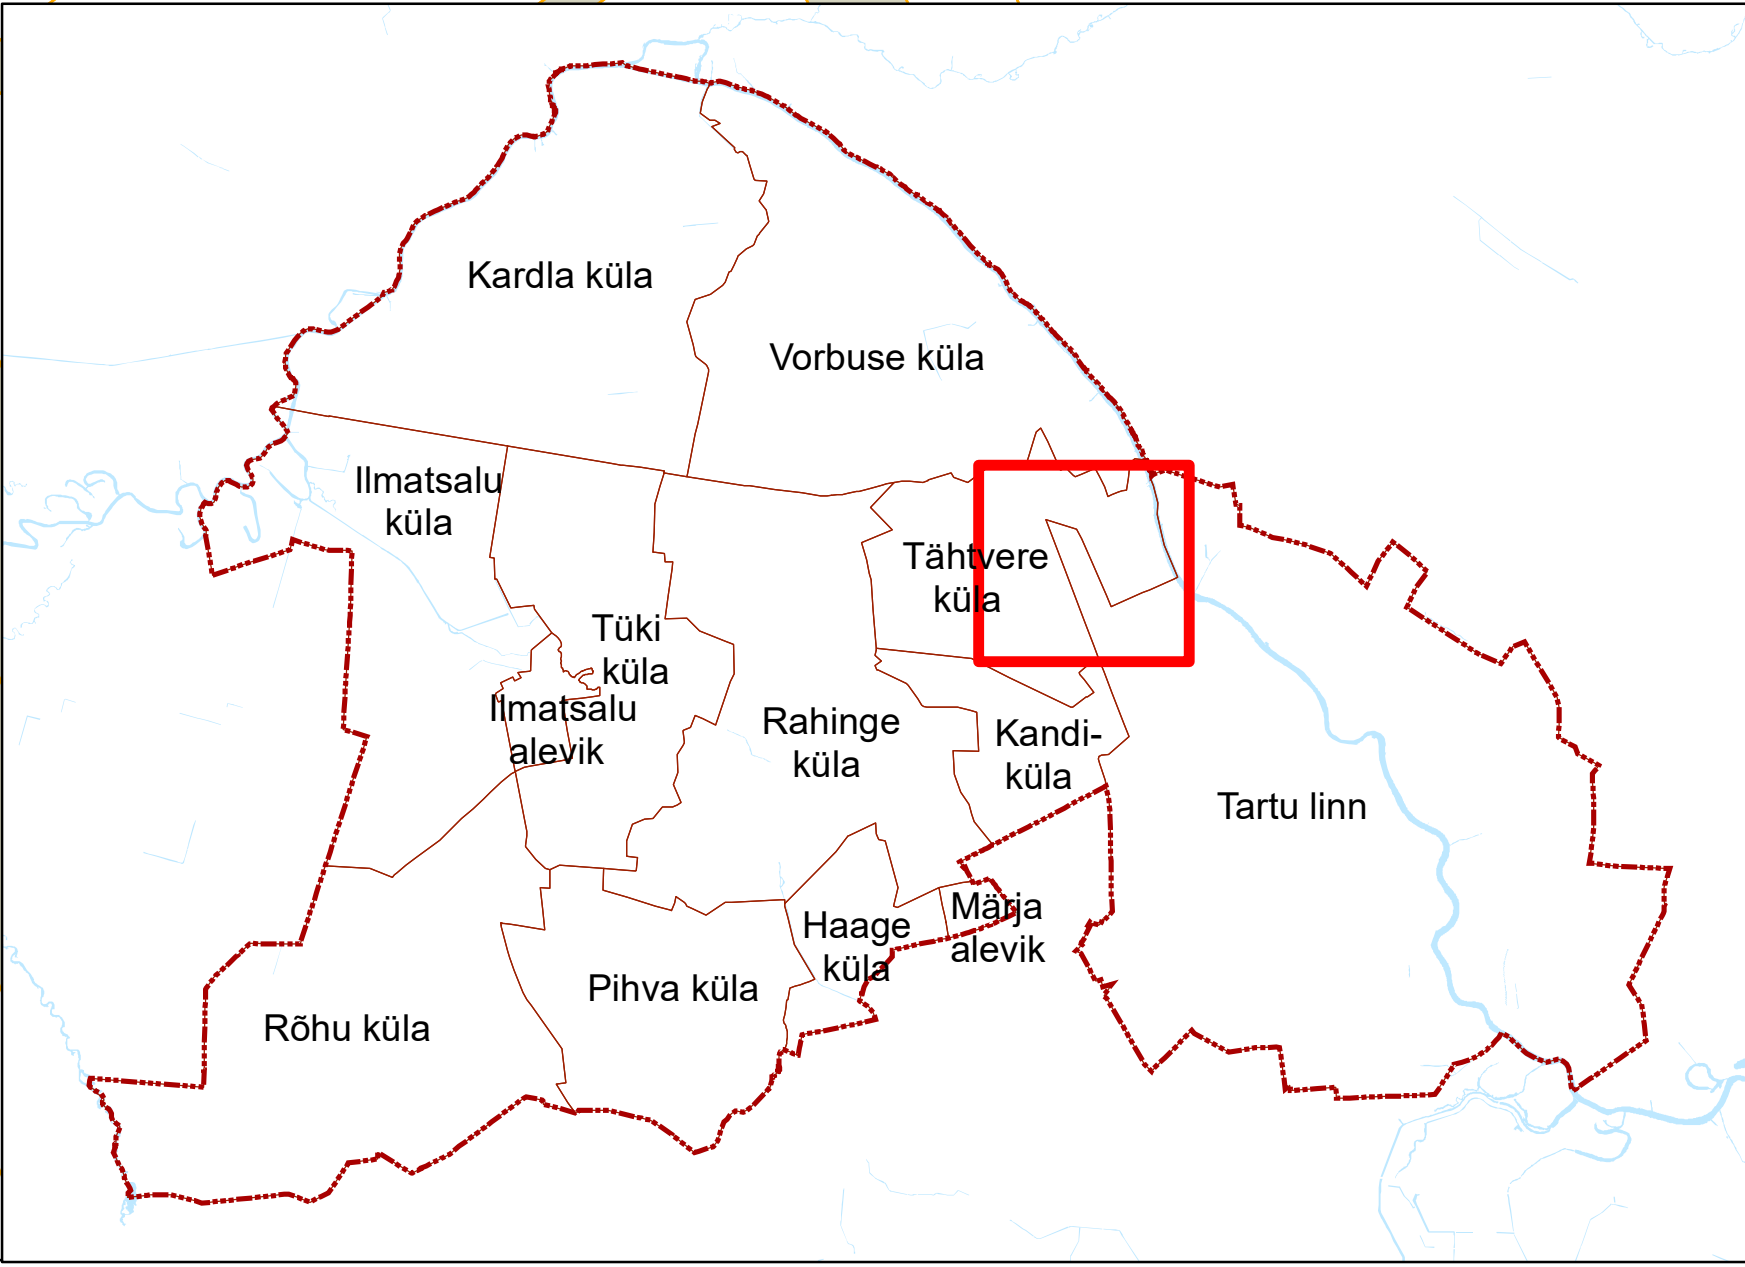 Kardla küla
Vorbuse küla
Ilmatsalu
küla
Tähtvere
küla
Tüki
küla
Ilmatsalu
alevik
Rahinge
küla
Kandi-
küla
Tartu linn
Haage
küla
Märja
alevik
Pihva küla
Rõhu küla